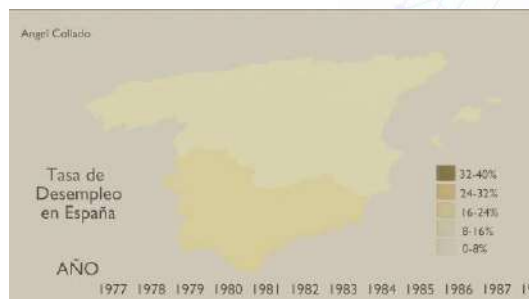 Angel Collado
Tasa de
Desempleo
en España
32-40%
24-32%
16-24%
8-16%
0-8%
AÑO
1977 1978 1979 1980 1981 1982 1983 1984 1985 1986 1987